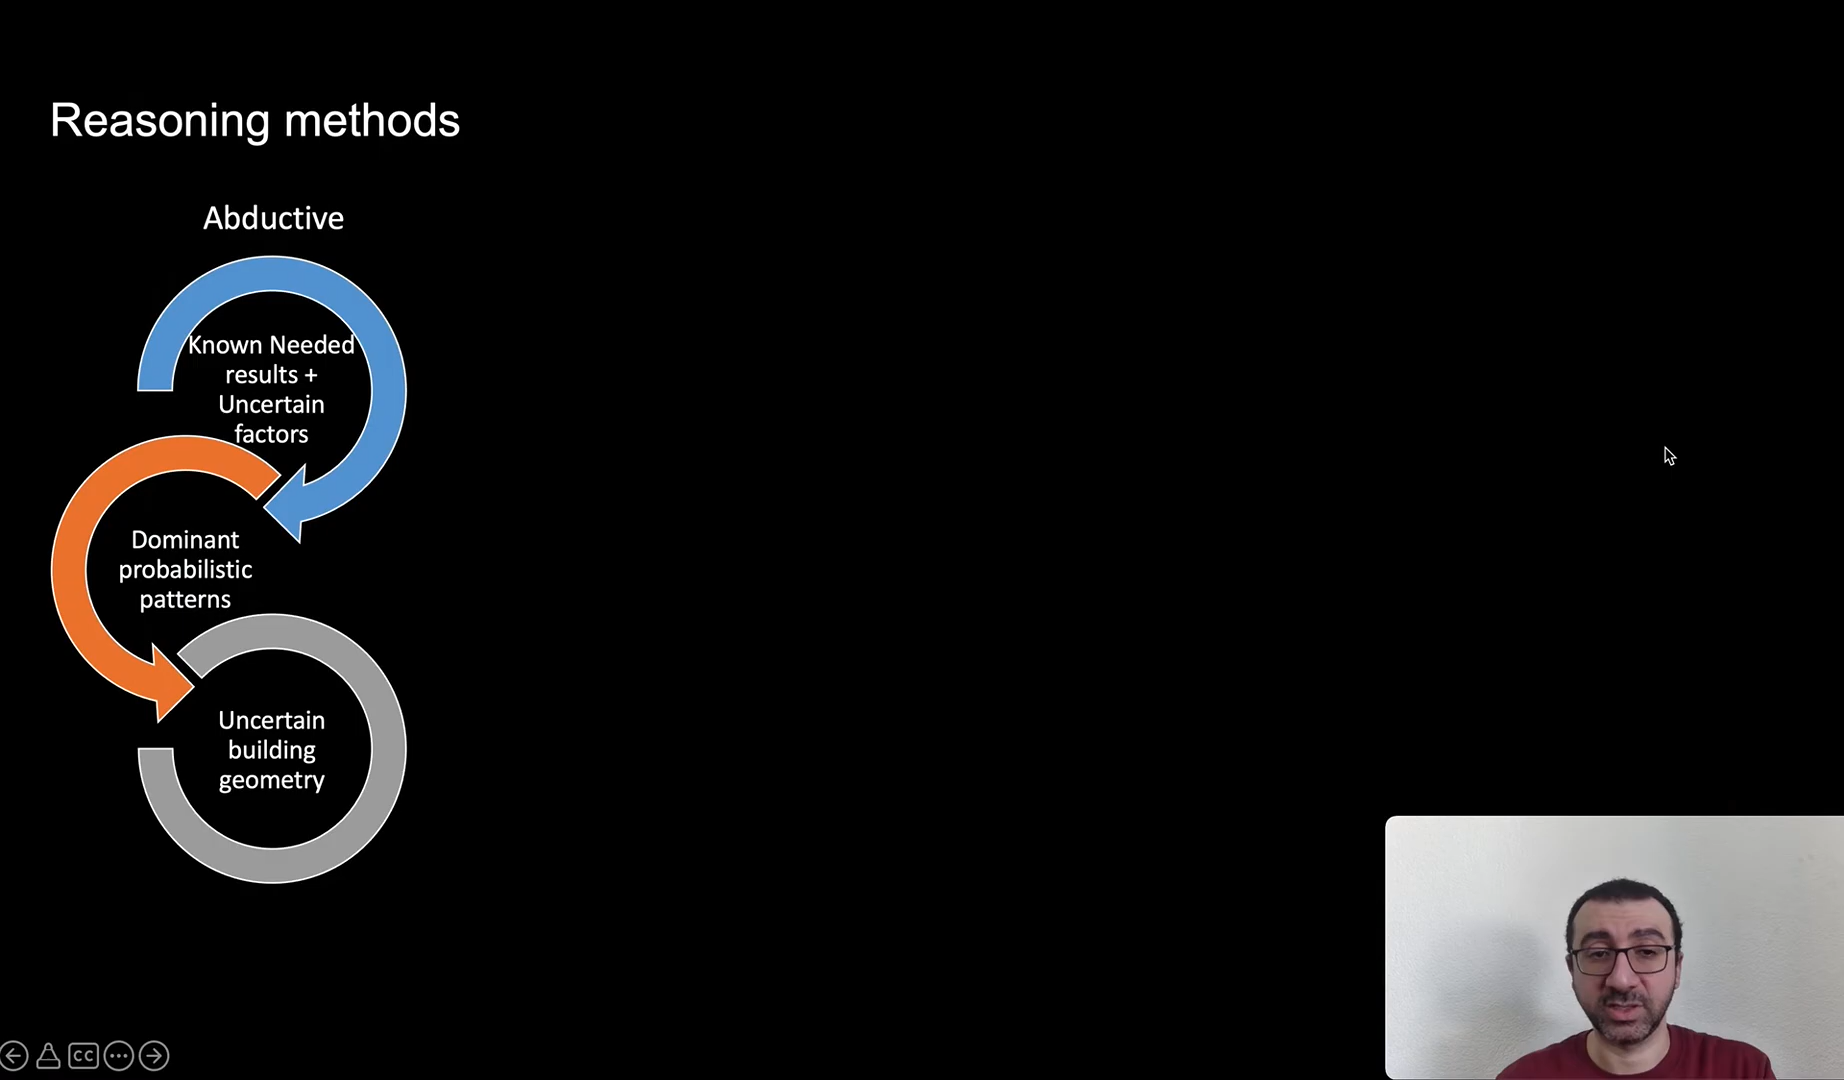 Reasoning methods
Abductive
Known Needed
results +
Uncertain
factors
Dominant
probabilistic
patterns
Uncertain
building
geometry
CC